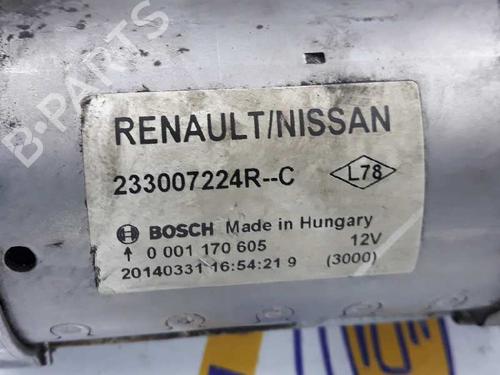 B-PARTS
RENAULT/NISSAN
233007224R--C
L78
BOSCH Made in Hungary
0 001 170 605 12V
20140331 16:54:21 9 (3000)